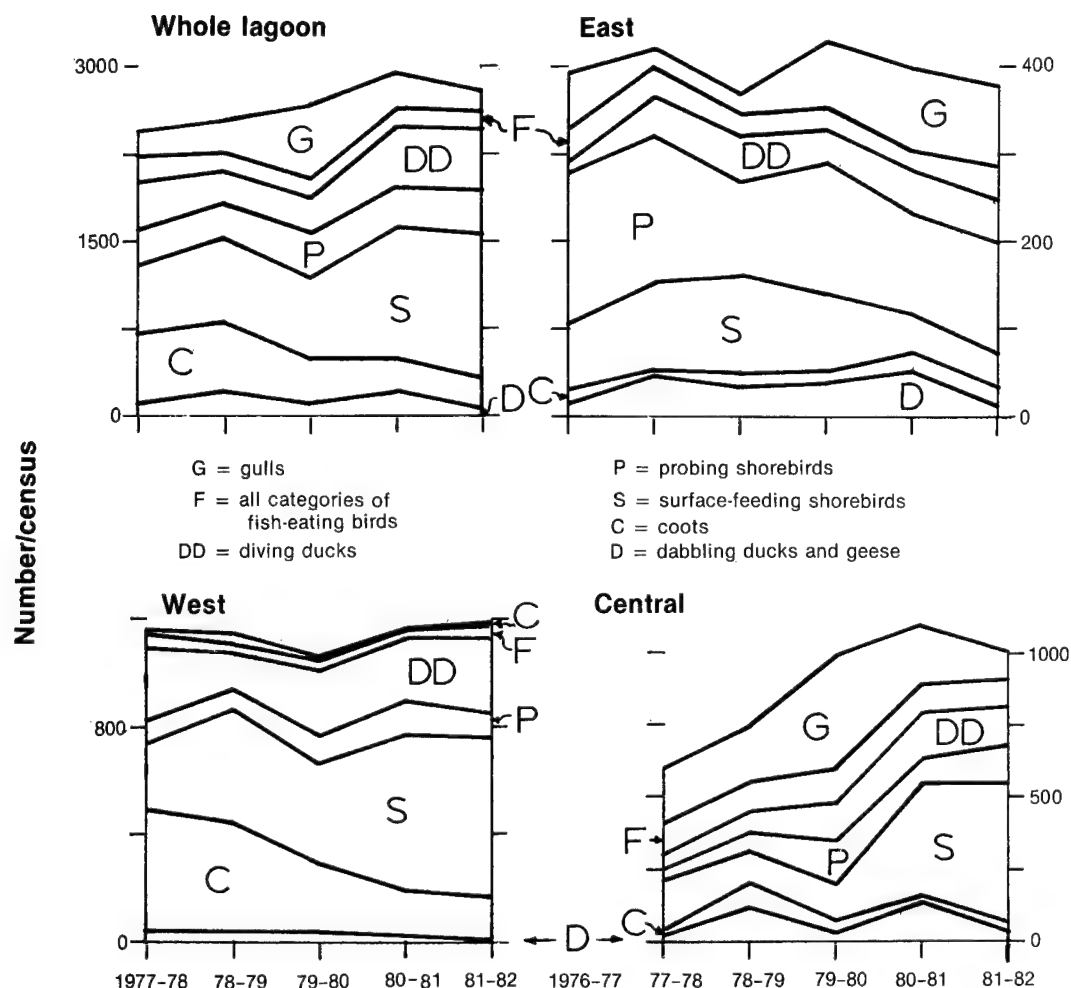 Whole lagoon
East
3000
1500
0
G
DD
P
S
C
D
F
C
G
DD
P
S
D
400
200
0
Number/census
G = gulls
F = all categories of
fish-eating birds
DD = diving ducks
P = probing shorebirds
S = surface-feeding shorebirds
C = coots
D = dabbling ducks and geese
West
Central
800
0
C
F
DD
P
S
C
D
F
C
G
DD
P
S
1000
500
0
1977–78 78–79 79–80 80–81 81–82
1976–77 77–78 78–79 79–80 80–81 81–82